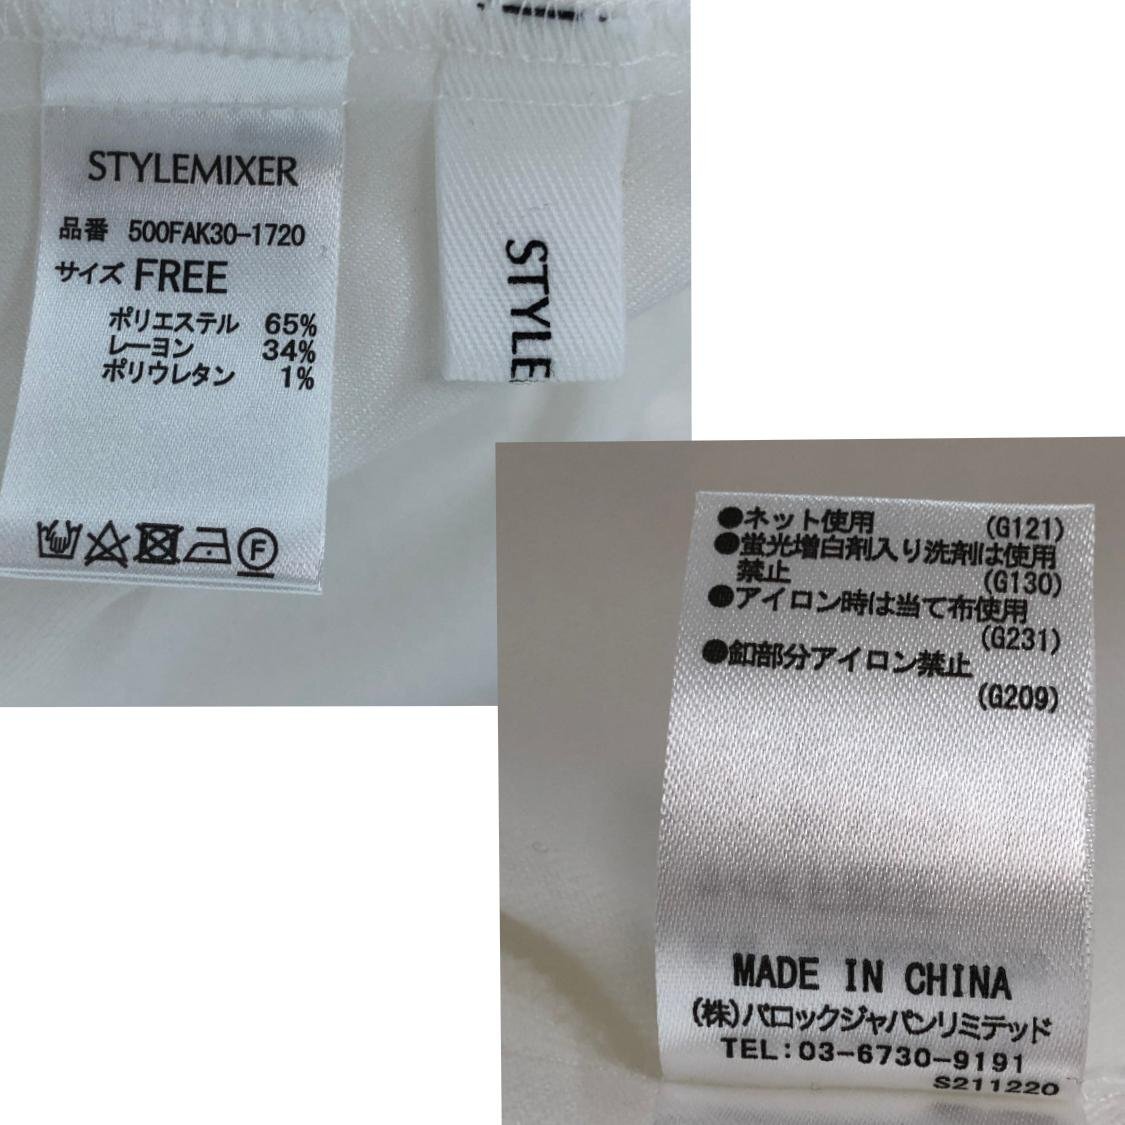 STYLEMIXER
品番 500FAK30-1720
サイズ FREE
ポリエステル 65%
レーヨン 34%
ポリウレタン 1%
F
STYLE
●ネット使用 (G121)
●蛍光増白剤入り洗剤は使用
禁止 (G130)
●アイロン時は当て布使用
(G231)
●釦部分アイロン禁止
(G209)
MADE IN CHINA
(株)バロックジャパンリミテッド
TEL:03-6730-9191
S211220